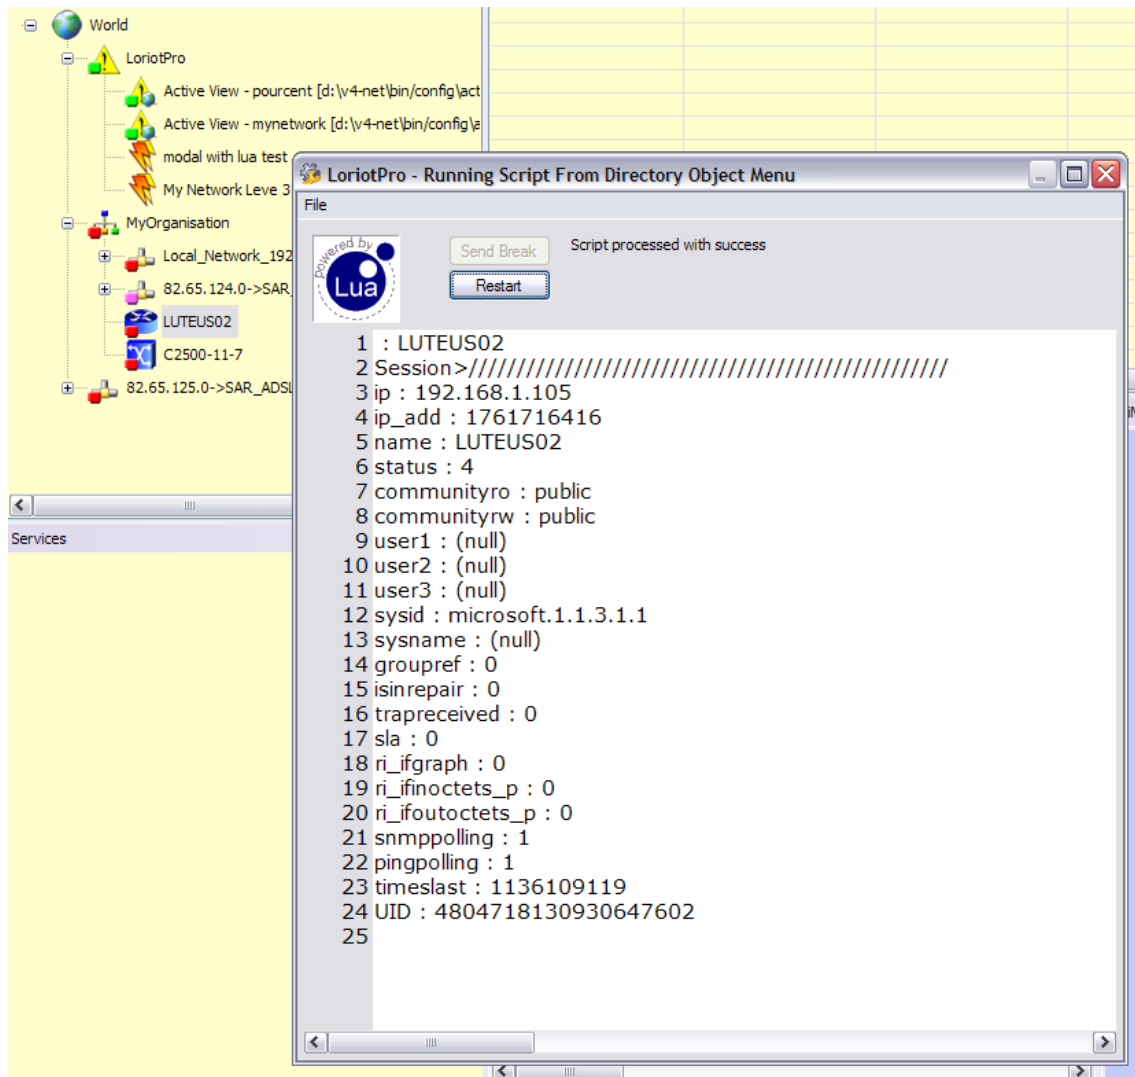 World
LoriotPro
Active View - pourcent [d:\v4-net\bin/config\act
Active View - mynetwork [d:\v4-net\bin/config\a
modal with lua test
My Network Leve 3
MyOrganisation
Local_Network_192
82.65.124.0->SAR_
LUTEUS02
C2500-11-7
82.65.125.0->SAR_ADSL
Services
LoriotPro - Running Script From Directory Object Menu
File
powered by
Lua
Send Break
Script processed with success
Restart
1 : LUTEUS02
2 Session>//////////////////////////////////////////////////
3 ip : 192.168.1.105
4 ip_add : 1761716416
5 name : LUTEUS02
6 status : 4
7 communityro : public
8 communityrw : public
9 user1 : (null)
10 user2 : (null)
11 user3 : (null)
12 sysid : microsoft.1.1.3.1.1
13 sysname : (null)
14 groupref : 0
15 isinrepair : 0
16 trapreceived : 0
17 sla : 0
18 ri_ifgraph : 0
19 ri_ifinoctets_p : 0
20 ri_ifoutoctets_p : 0
21 snmppolling : 1
22 pingpolling : 1
23 timeslast : 1136109119
24 UID : 4804718130930647602
25